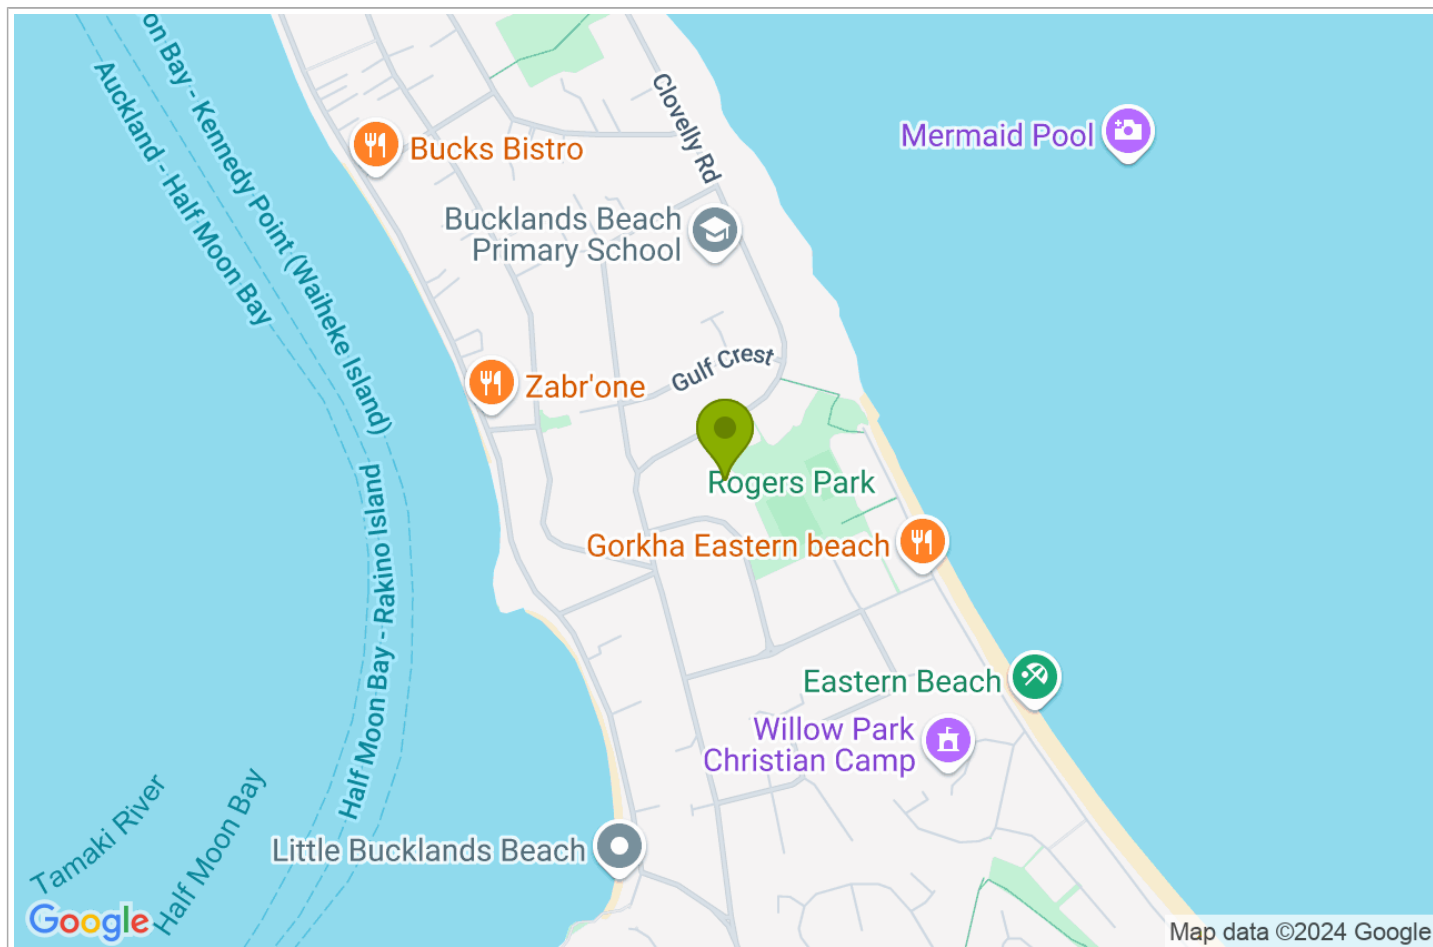 on Bay - Kennedy Point (Waiheke Island)
Auckland - Half Moon Bay
Clovelly Rd
Mermaid Pool
Bucks Bistro
Bucklands Beach
Primary School
Gulf Crest
Zabr'one
Rogers Park
Half Moon Bay - Rakino Island
Gorkha Eastern beach
Eastern Beach
Willow Park
Christian Camp
Little Bucklands Beach
Tamaki River
Half Moon Bay
Google
Map data ©2024 Google